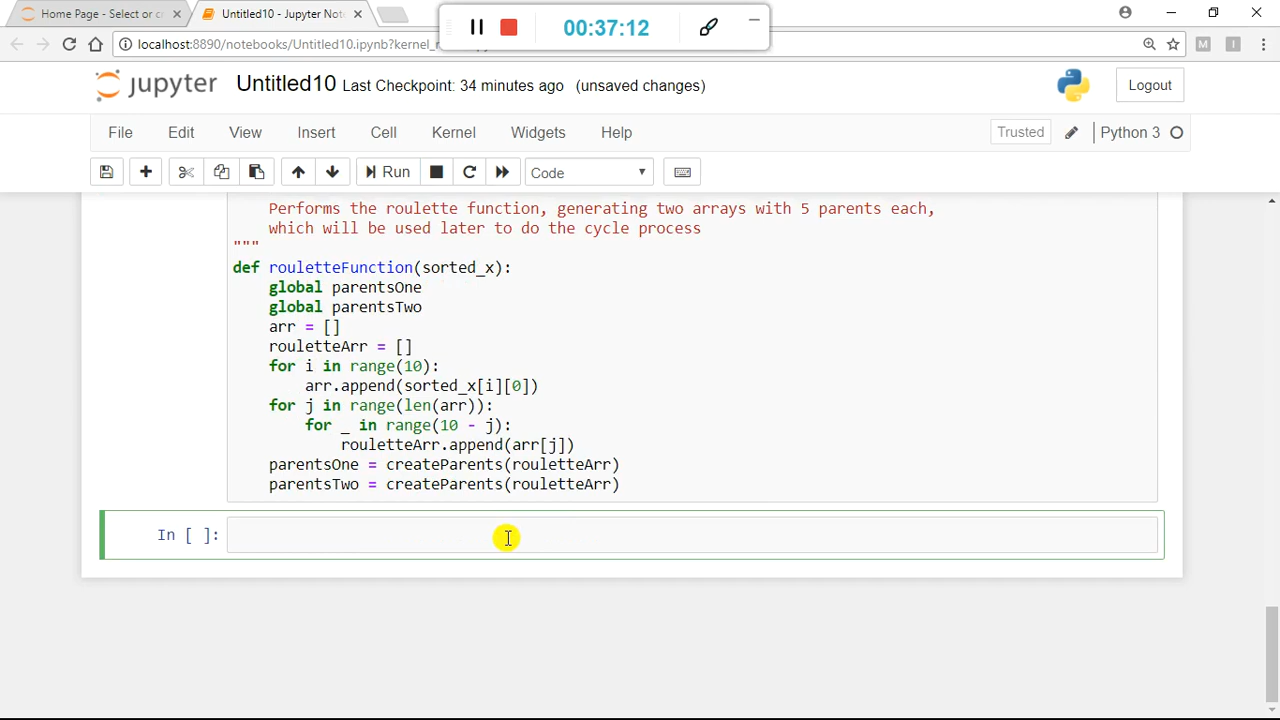 Home Page - Select or c
Untitled10 - Jupyter Not
00:37:12
localhost:8890/notebooks/Untitled10.ipynb?kernel_
jupyter
Untitled10 Last Checkpoint: 34 minutes ago (unsaved changes)
Logout
File Edit View Insert Cell Kernel Widgets Help
Trusted
Python 3
Run
Code
Performs the roulette function, generating two arrays with 5 parents each,
which will be used later to do the cycle process
"""
def rouletteFunction(sorted_x):
global parentsOne
global parentsTwo
arr = []
rouletteArr = []
for i in range(10):
arr.append(sorted_x[i][0])
for j in range(len(arr)):
for _ in range(10 - j):
rouletteArr.append(arr[j])
parentsOne = createParents(rouletteArr)
parentsTwo = createParents(rouletteArr)
In [ ]: